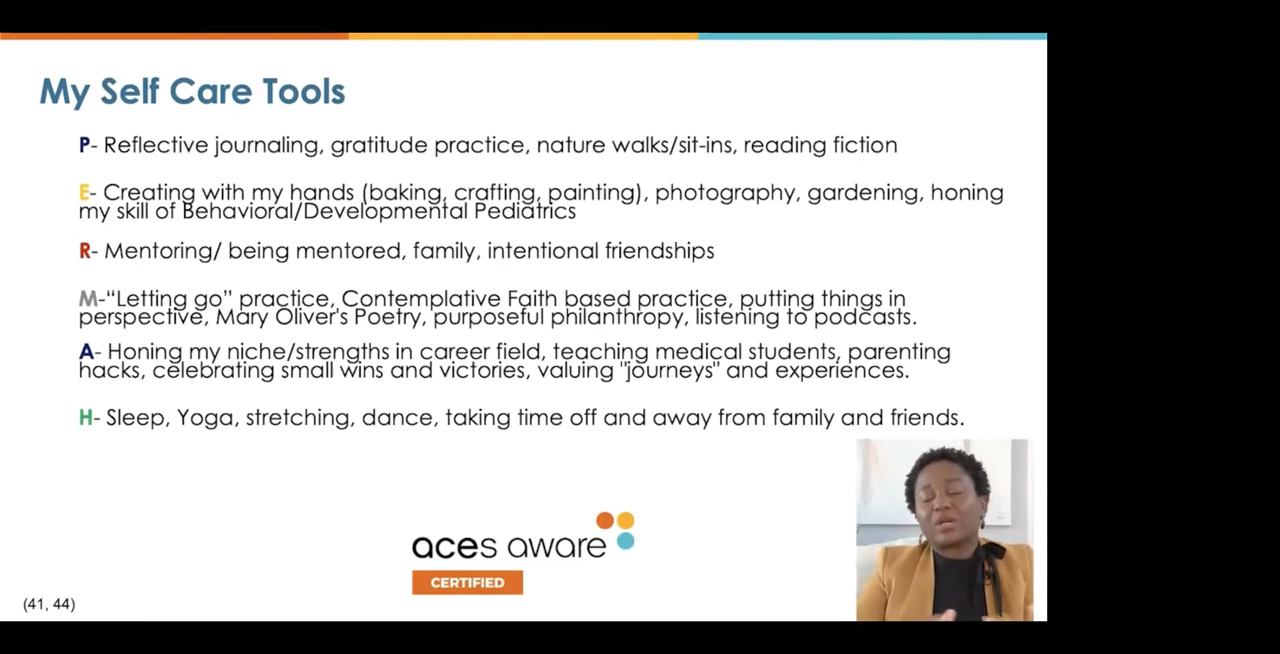 My Self Care Tools
P- Reflective journaling, gratitude practice, nature walks/sit-ins, reading fiction
E- Creating with my hands (baking, crafting, painting), photography, gardening, honing
my skill of Behavioral/Developmental Pediatrics
R- Mentoring/ being mentored, family, intentional friendships
M-“Letting go” practice, Contemplative Faith based practice, putting things in
perspective, Mary Oliver's Poetry, purposeful philanthropy, listening to podcasts.
A- Honing my niche/strengths in career field, teaching medical students, parenting
hacks, celebrating small wins and victories, valuing "journeys" and experiences.
H- Sleep, Yoga, stretching, dance, taking time off and away from family and friends.
aces aware
CERTIFIED
(41, 44)